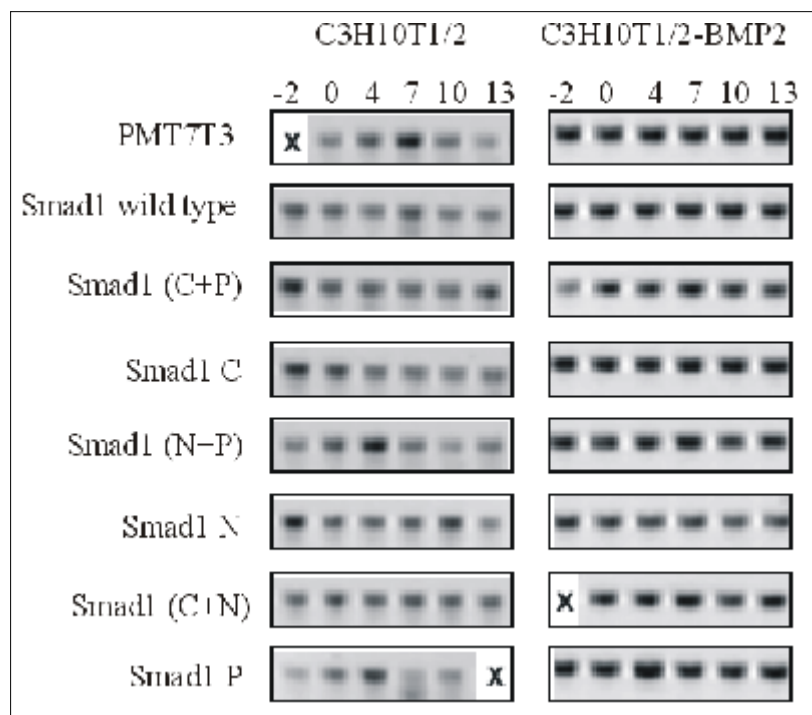 C3H10T1/2 C3H10T1/2-BMP2
-2 0 4 7 10 13 -2 0 4 7 10 13
PMT7T3 X
Smad1 wild type
Smad1 (C+P)
Smad1 C
Smad1 (N+P)
Smad1 N
Smad1 (C+N) X
Smad1 P X